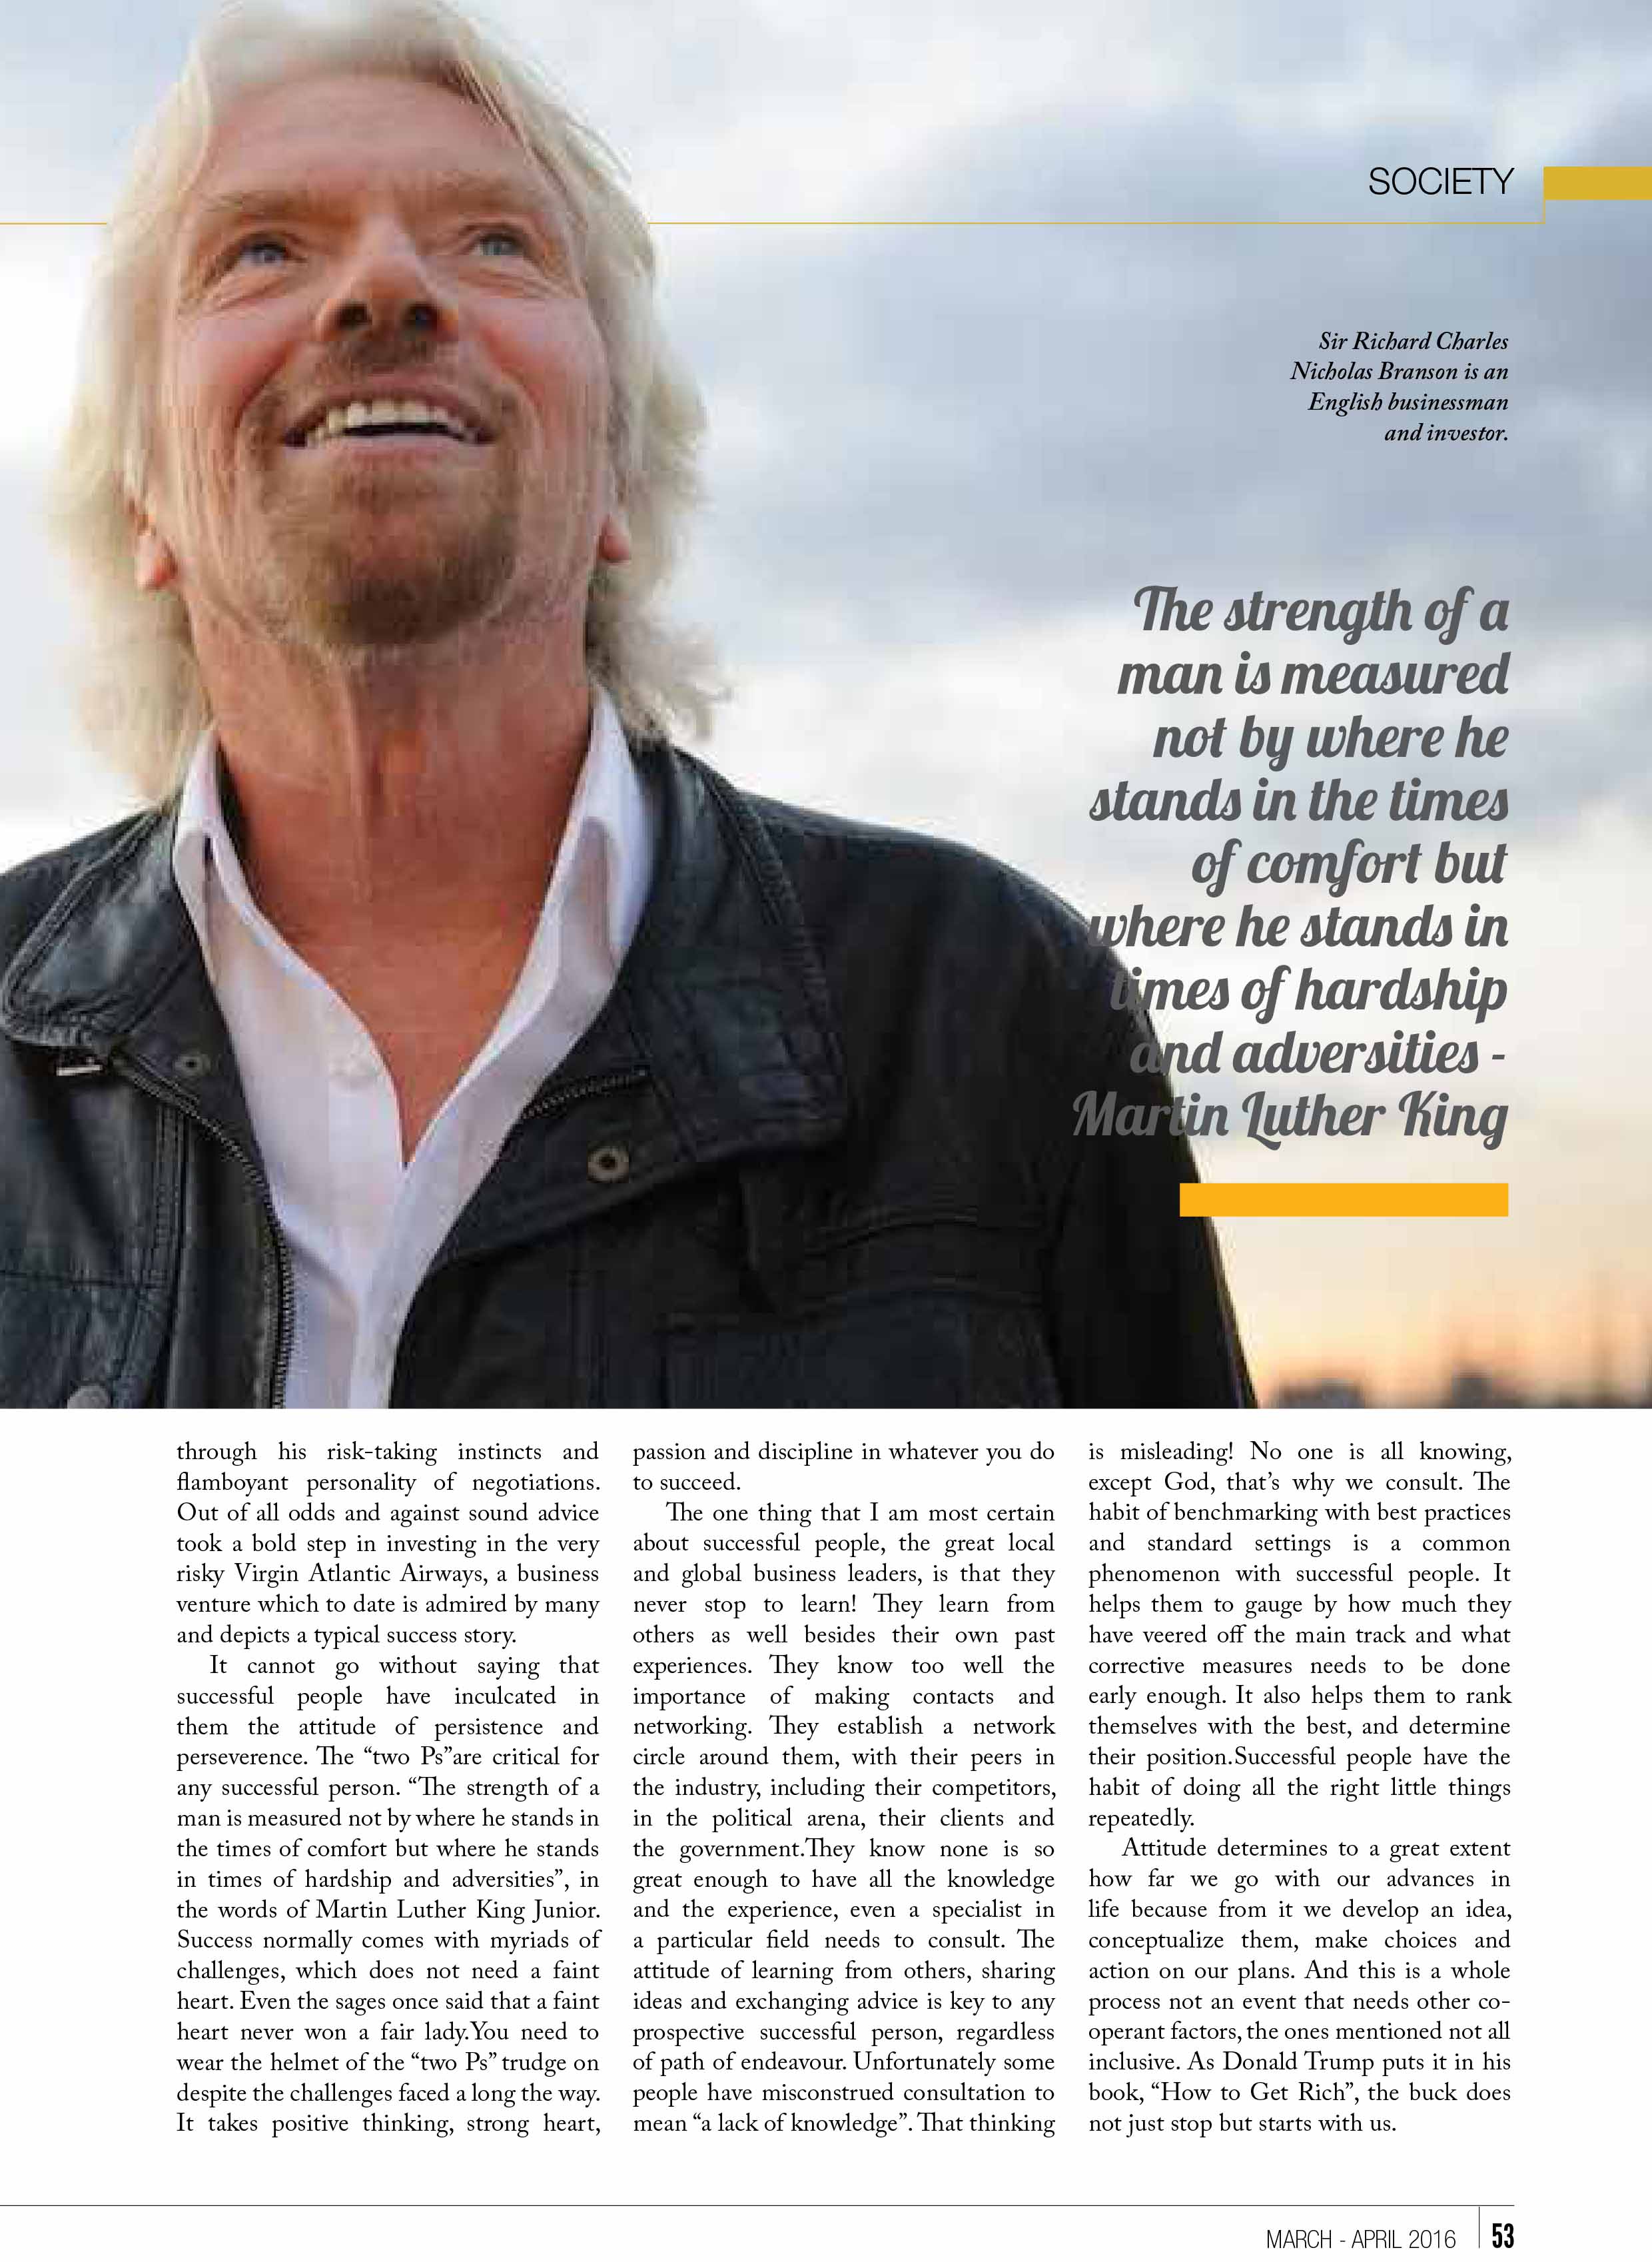 SOCIETY
Sir Richard Charles
Nicholas Branson is an
English businessman
and investor.
The strength of a
man is measured
not by where he
stands in the times
of comfort but
where he stands in
times of hardship
and adversities -
Martin Luther King
through his risk-taking instincts and
flamboyant personality of negotiations.
Out of all odds and against sound advice
took a bold step in investing in the very
risky Virgin Atlantic Airways, a business
venture which to date is admired by many
and depicts a typical success story.
It cannot go without saying that
successful people have inculcated in
them the attitude of persistence and
perseverence. The “two Ps”are critical for
any successful person. “The strength of a
man is measured not by where he stands in
the times of comfort but where he stands
in times of hardship and adversities”, in
the words of Martin Luther King Junior.
Success normally comes with myriads of
challenges, which does not need a faint
heart. Even the sages once said that a faint
heart never won a fair lady.You need to
wear the helmet of the “two Ps” trudge on
despite the challenges faced a long the way.
It takes positive thinking, strong heart,
passion and discipline in whatever you do
to succeed.
The one thing that I am most certain
about successful people, the great local
and global business leaders, is that they
never stop to learn! They learn from
others as well besides their own past
experiences. They know too well the
importance of making contacts and
networking. They establish a network
circle around them, with their peers in
the industry, including their competitors,
in the political arena, their clients and
the government.They know none is so
great enough to have all the knowledge
and the experience, even a specialist in
a particular field needs to consult. The
attitude of learning from others, sharing
ideas and exchanging advice is key to any
prospective successful person, regardless
of path of endeavour. Unfortunately some
people have misconstrued consultation to
mean “a lack of knowledge”. That thinking
is misleading! No one is all knowing,
except God, that’s why we consult. The
habit of benchmarking with best practices
and standard settings is a common
phenomenon with successful people. It
helps them to gauge by how much they
have veered off the main track and what
corrective measures needs to be done
early enough. It also helps them to rank
themselves with the best, and determine
their position.Successful people have the
habit of doing all the right little things
repeatedly.
Attitude determines to a great extent
how far we go with our advances in
life because from it we develop an idea,
conceptualize them, make choices and
action on our plans. And this is a whole
process not an event that needs other co-
operant factors, the ones mentioned not all
inclusive. As Donald Trump puts it in his
book, “How to Get Rich”, the buck does
not just stop but starts with us.
MARCH - APRIL 2016 53